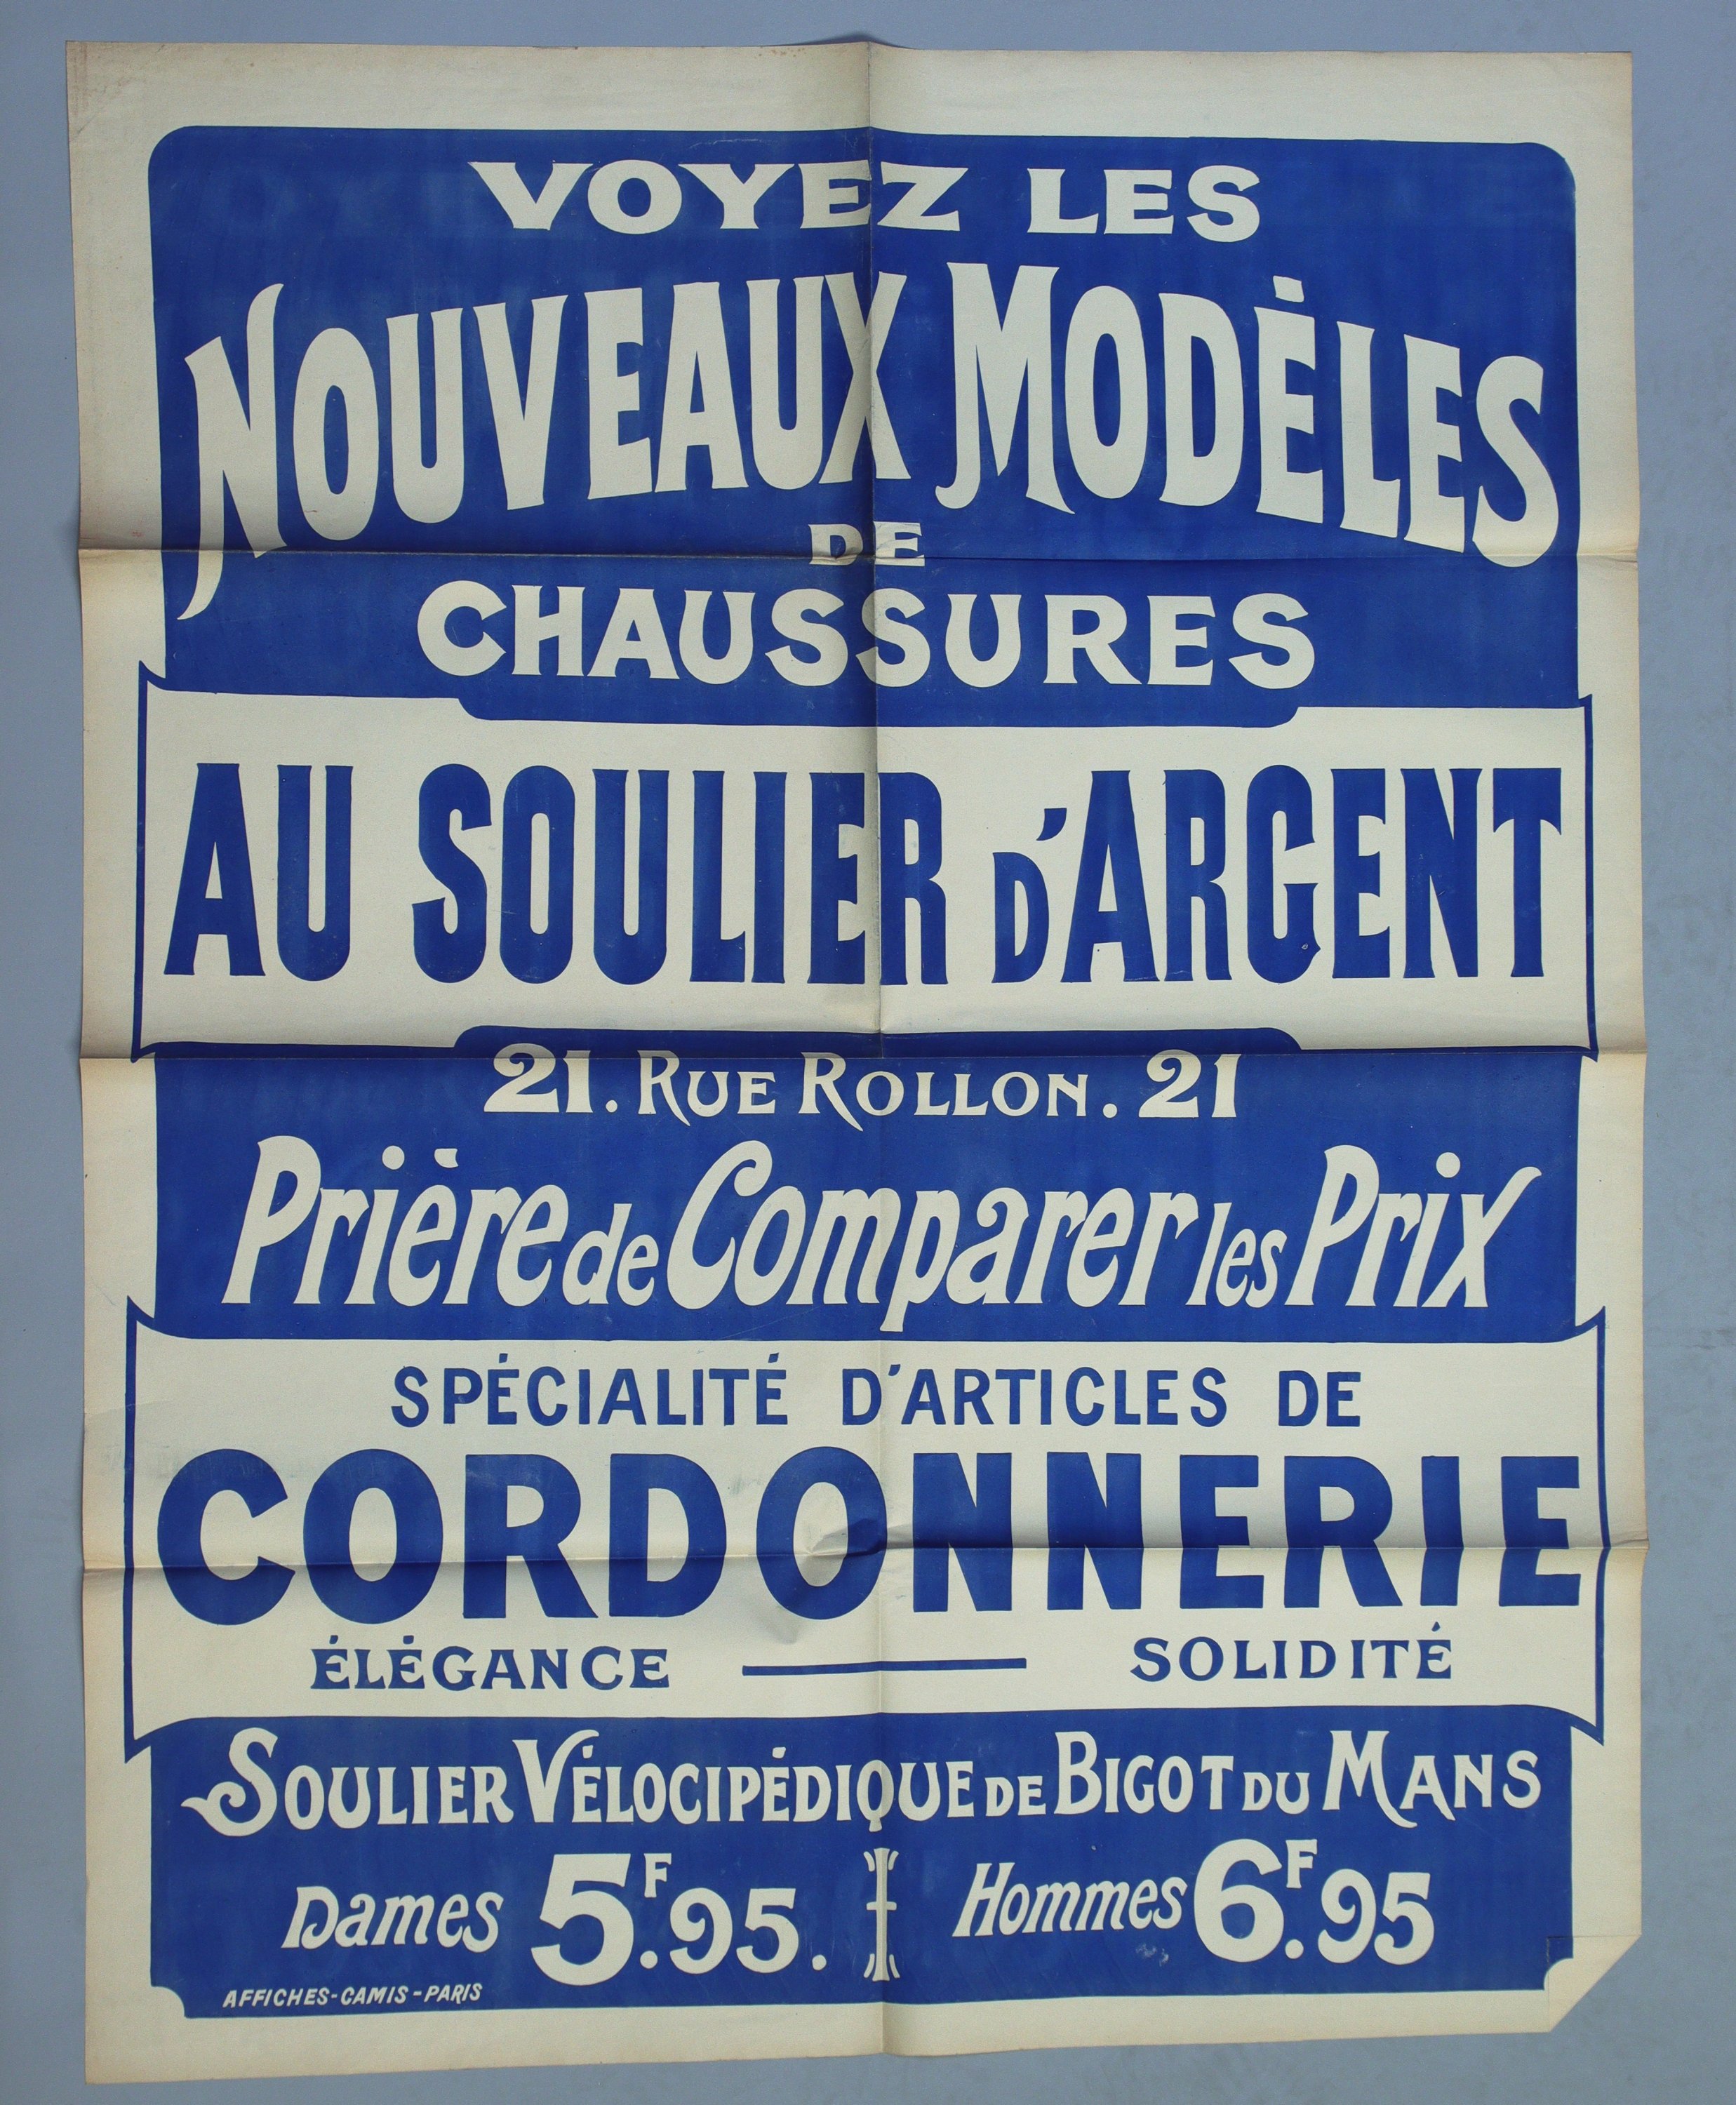 VOYEZ LES
NOUVEAUX MODÈLES
DE
CHAUSSURES
AU SOULIER D'ARGENT
21. RUE ROLLON. 21
Prière de Comparer les Prix
SPÉCIALITÉ D'ARTICLES DE
CORDONNERIE
ÉLÉGANCE — SOLIDITÉ
SOULIER VÉLOCIPÉDIQUE DE BIGOT DU MANS
Dames 5F.95. Hommes 6F.95
AFFICHES-CAMIS-PARIS